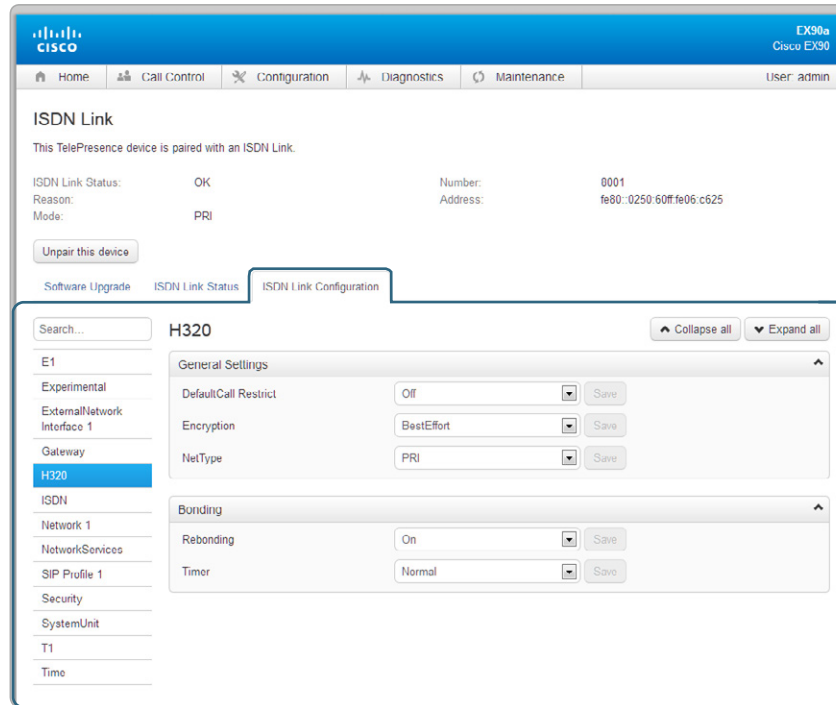 CISCO
EX90a
Cisco EX90
Home Call Control Configuration Diagnostics Maintenance User: admin
ISDN Link
This TelePresence device is paired with an ISDN Link.
ISDN Link Status: OK Number: 8001
Reason: Address: fe80::0250:60ff:fe06:c625
Mode: PRI
Unpair this device
Software Upgrade ISDN Link Status ISDN Link Configuration
Search...
E1
Experimental
ExternalNetwork
Interface 1
Gateway
H320
ISDN
Network 1
NetworkServices
SIP Profile 1
Security
SystemUnit
T1
Time
H320 Collapse all Expand all
General Settings
DefaultCall Restrict Off Save
Encryption BestEffort Save
NetType PRI Save
Bonding
Rebonding On Save
Timer Normal Save